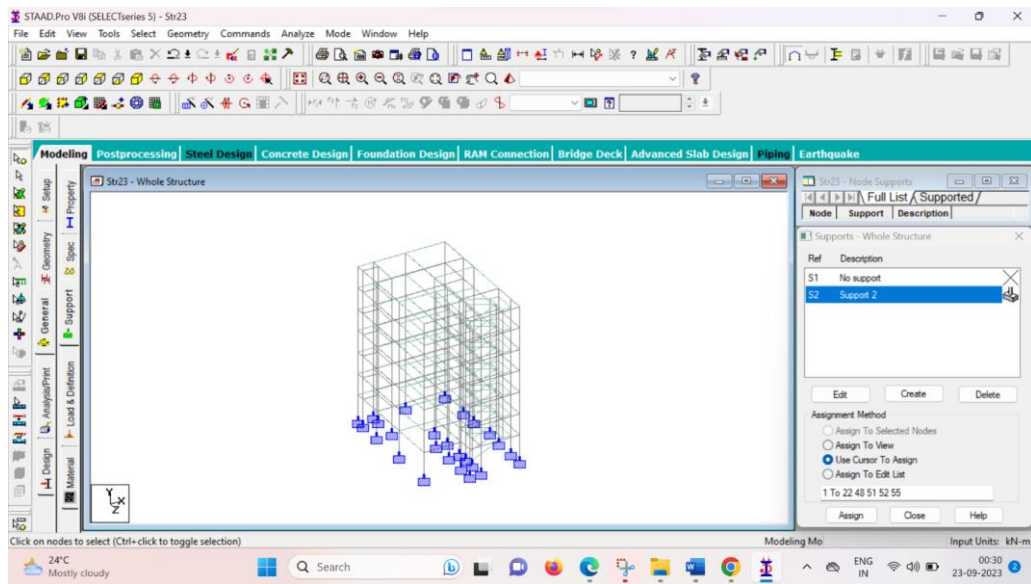 STAAD.Pro V8i (SELECTseries 5) - Str23
File Edit View Tools Select Geometry Commands Analyze Mode Window Help
Modeling Postprocessing Steel Design Concrete Design Foundation Design RAM Connection Bridge Deck Advanced Slab Design Piping Earthquake
Setup
Geometry
General
Analysis/Print
Design
Property
Spec
Support
Load & Definition
Material
Str23 - Whole Structure
Y
X
Z
Str23 - Node Supports
Full List Supported
Node Support Description
Supports - Whole Structure
Ref Description
S1 No support
S2 Support 2
Edit Create Delete
Assignment Method
Assign To Selected Nodes
Assign To View
Use Cursor To Assign
Assign To Edit List
1 To 22 48 51 52 55
Assign Close Help
Click on nodes to select (Ctrl+click to toggle selection)
Modeling Mo
Input Units: kN-m
24°C
Mostly cloudy
Search
ENG
IN
00:30
23-09-2023
2